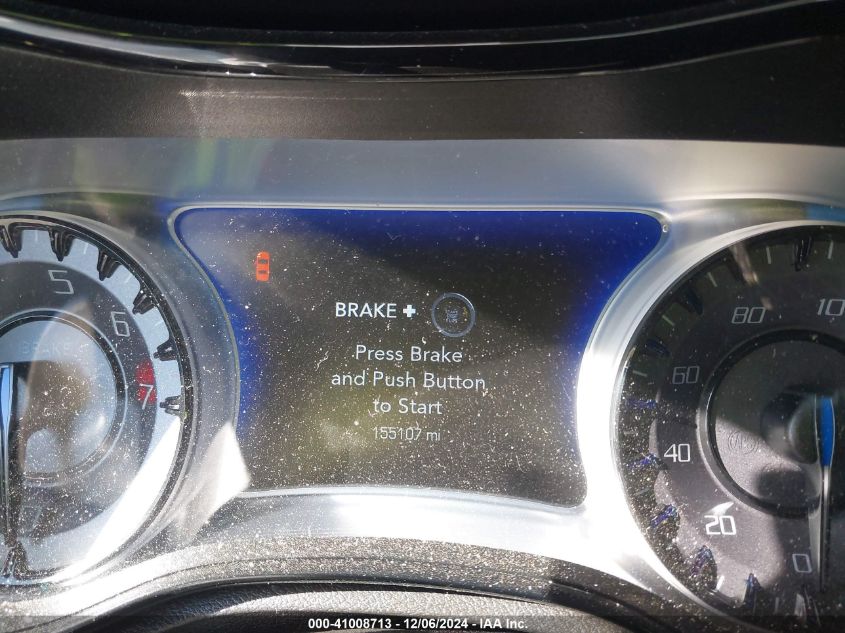 BRAKE +
Press Brake
and Push Button
to Start
155107 mi
5
6
7
0
20
40
60
80
000-41008713 - 12/06/2024 - IAA Inc.